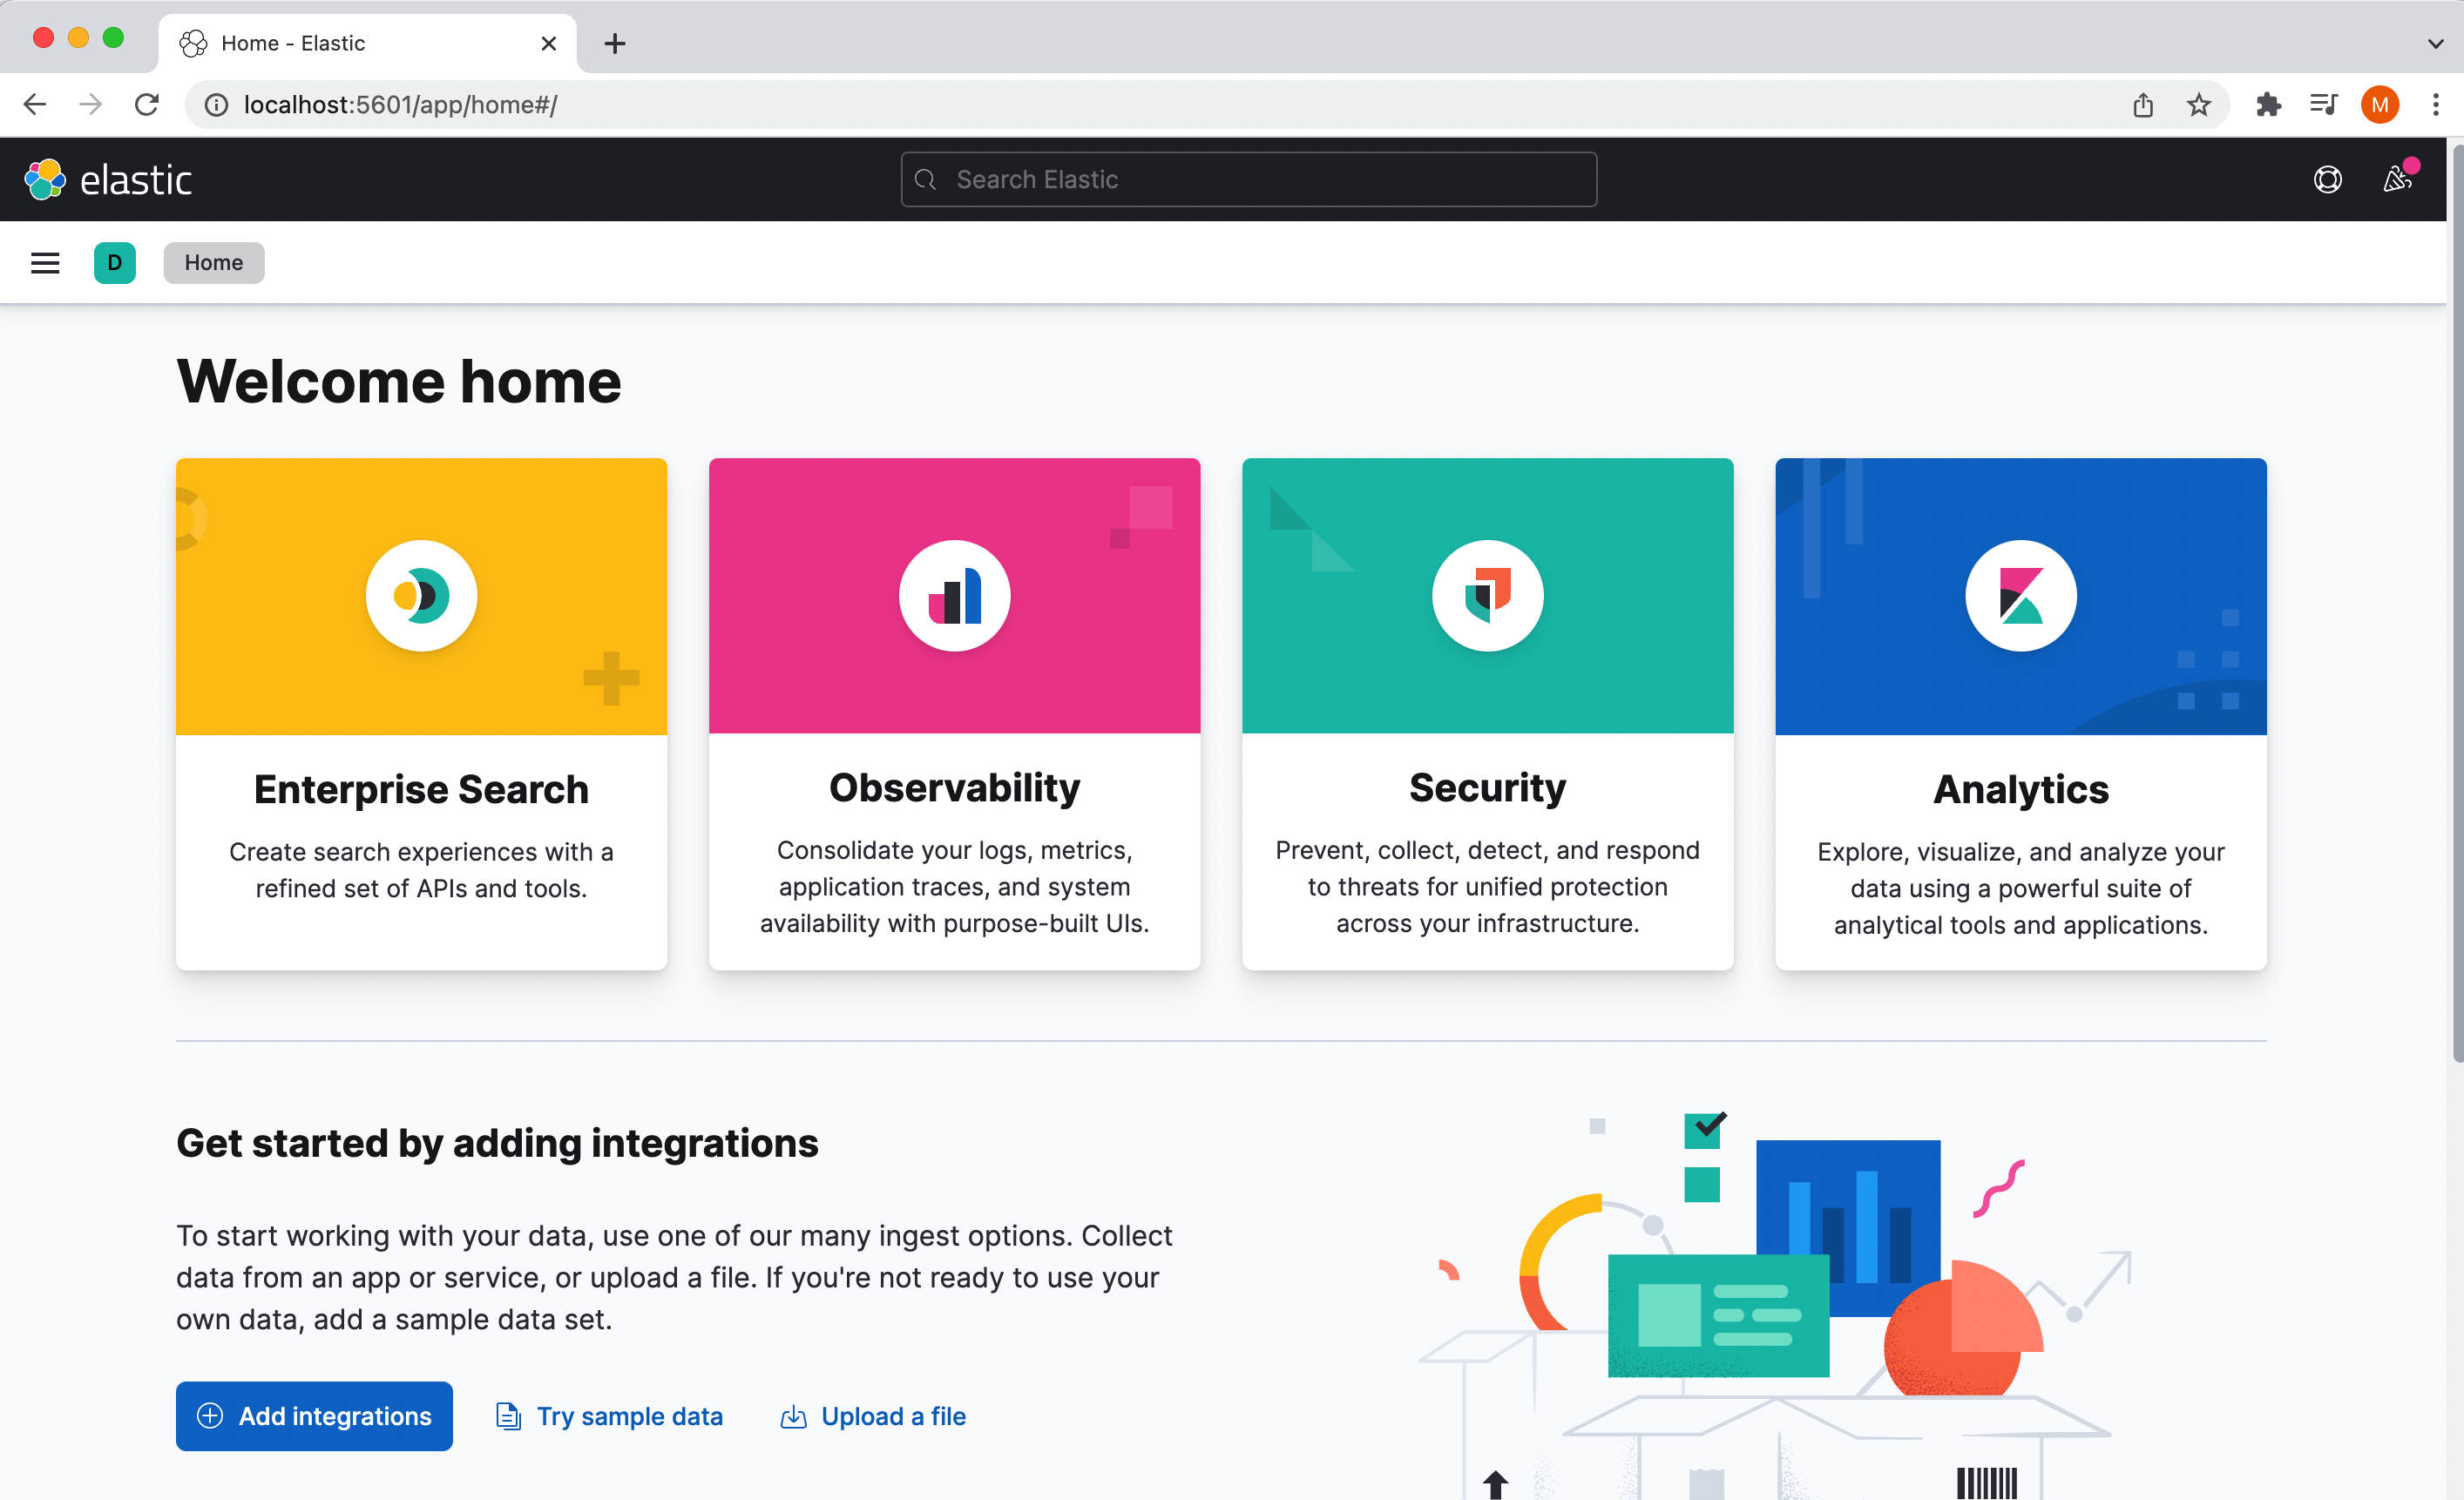 Home - Elastic
localhost:5601/app/home#/
M
elastic
Search Elastic
D
Home
Welcome home
Enterprise Search
Create search experiences with a
refined set of APIs and tools.
Observability
Consolidate your logs, metrics,
application traces, and system
availability with purpose-built UIs.
Security
Prevent, collect, detect, and respond
to threats for unified protection
across your infrastructure.
Analytics
Explore, visualize, and analyze your
data using a powerful suite of
analytical tools and applications.
Get started by adding integrations
To start working with your data, use one of our many ingest options. Collect
data from an app or service, or upload a file. If you're not ready to use your
own data, add a sample data set.
Add integrations
Try sample data
Upload a file